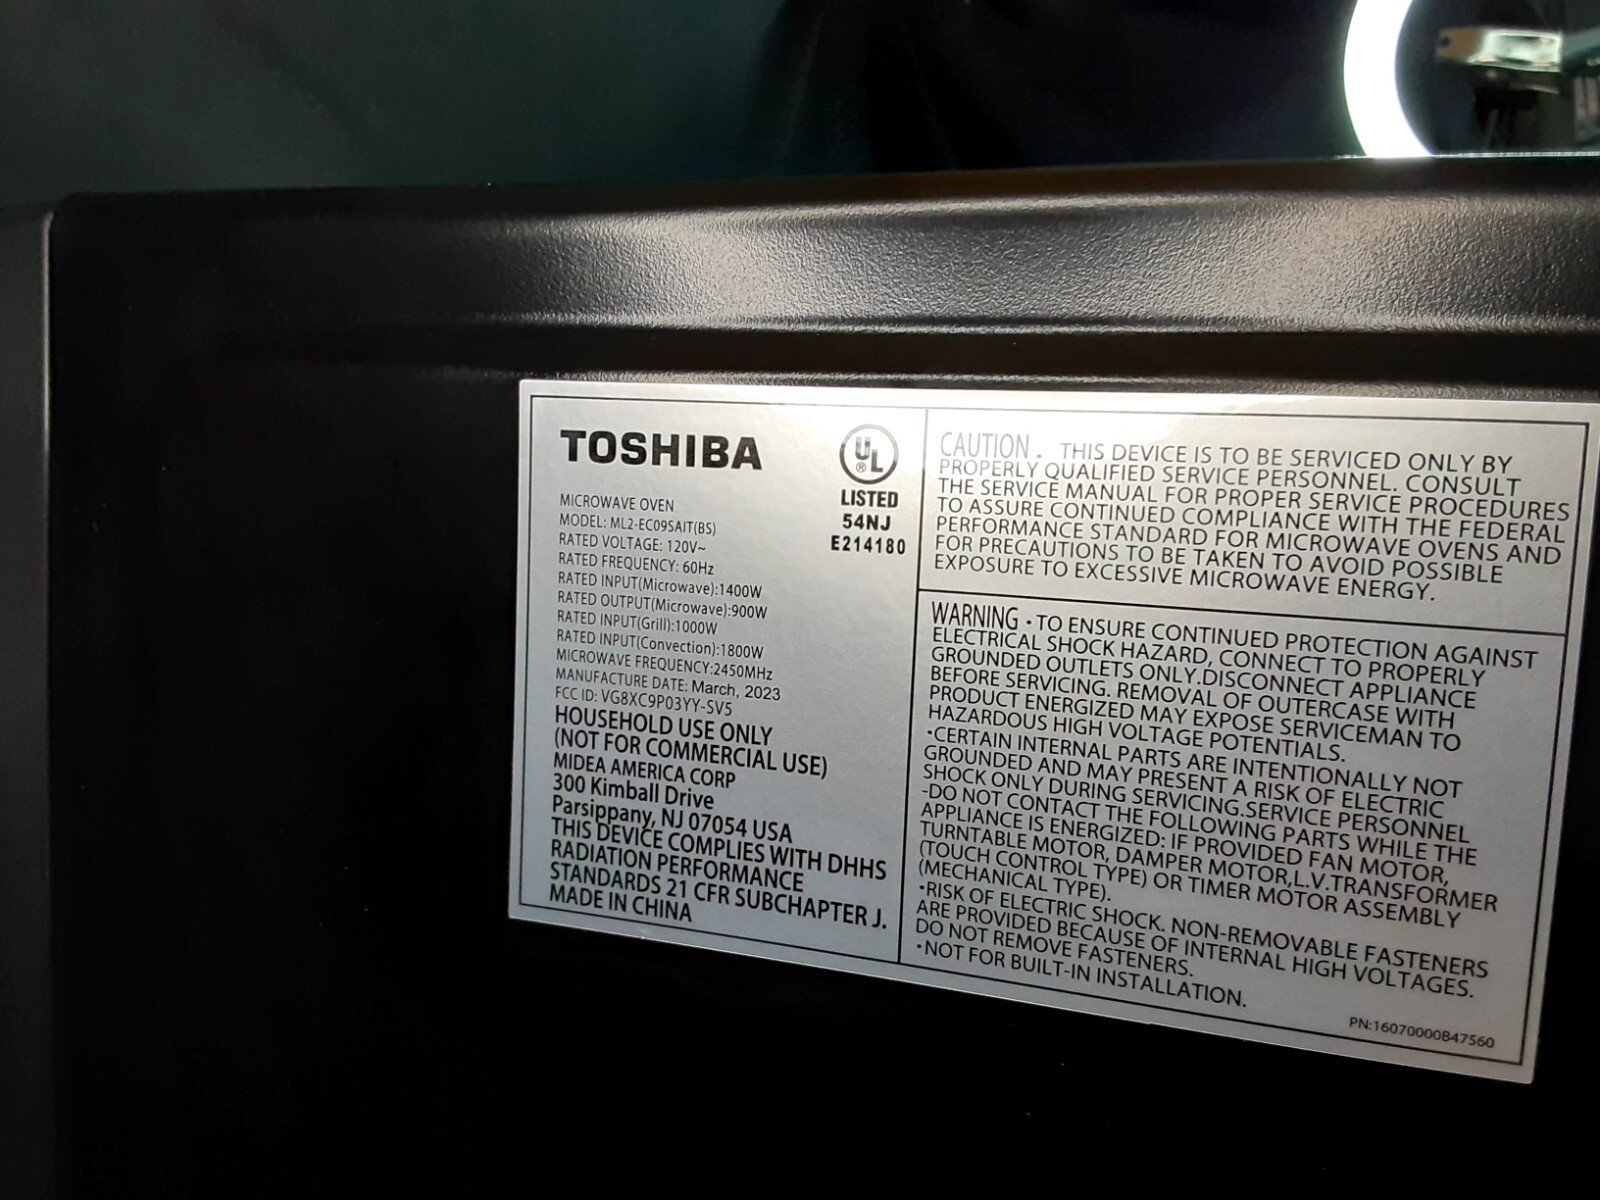 TOSHIBA
MICROWAVE OVEN
MODEL: ML2-EC09SAIT(BS)
RATED VOLTAGE: 120V~
RATED FREQUENCY: 60Hz
RATED INPUT(Microwave):1400W
RATED OUTPUT(Microwave):900W
RATED INPUT(Grill):1000W
RATED INPUT(Convection):1800W
MICROWAVE FREQUENCY:2450MHz
MANUFACTURE DATE: March, 2023
FCC ID: VG8XC9P03YY-SV5
HOUSEHOLD USE ONLY
(NOT FOR COMMERCIAL USE)
MIDEA AMERICA CORP
300 Kimball Drive
Parsippany, NJ 07054 USA
THIS DEVICE COMPLIES WITH DHHS
RADIATION PERFORMANCE
STANDARDS 21 CFR SUBCHAPTER J.
MADE IN CHINA
UL ®
LISTED
54NJ
E214180
CAUTION . THIS DEVICE IS TO BE SERVICED ONLY BY
PROPERLY QUALIFIED SERVICE PERSONNEL. CONSULT
THE SERVICE MANUAL FOR PROPER SERVICE PROCEDURES
TO ASSURE CONTINUED COMPLIANCE WITH THE FEDERAL
PERFORMANCE STANDARD FOR MICROWAVE OVENS AND
FOR PRECAUTIONS TO BE TAKEN TO AVOID POSSIBLE
EXPOSURE TO EXCESSIVE MICROWAVE ENERGY.
WARNING · TO ENSURE CONTINUED PROTECTION AGAINST
ELECTRICAL SHOCK HAZARD, CONNECT TO PROPERLY
GROUNDED OUTLETS ONLY.DISCONNECT APPLIANCE
BEFORE SERVICING. REMOVAL OF OUTERCASE WITH
PRODUCT ENERGIZED MAY EXPOSE SERVICEMAN TO
HAZARDOUS HIGH VOLTAGE POTENTIALS.
·CERTAIN INTERNAL PARTS ARE INTENTIONALLY NOT
GROUNDED AND MAY PRESENT A RISK OF ELECTRIC
SHOCK ONLY DURING SERVICING.SERVICE PERSONNEL
-DO NOT CONTACT THE FOLLOWING PARTS WHILE THE
APPLIANCE IS ENERGIZED: IF PROVIDED FAN MOTOR,
TURNTABLE MOTOR, DAMPER MOTOR,L.V.TRANSFORMER
(TOUCH CONTROL TYPE) OR TIMER MOTOR ASSEMBLY
(MECHANICAL TYPE).
·RISK OF ELECTRIC SHOCK. NON-REMOVABLE FASTENERS
ARE PROVIDED BECAUSE OF INTERNAL HIGH VOLTAGES.
DO NOT REMOVE FASTENERS.
·NOT FOR BUILT-IN INSTALLATION.
PN:16070000B47560